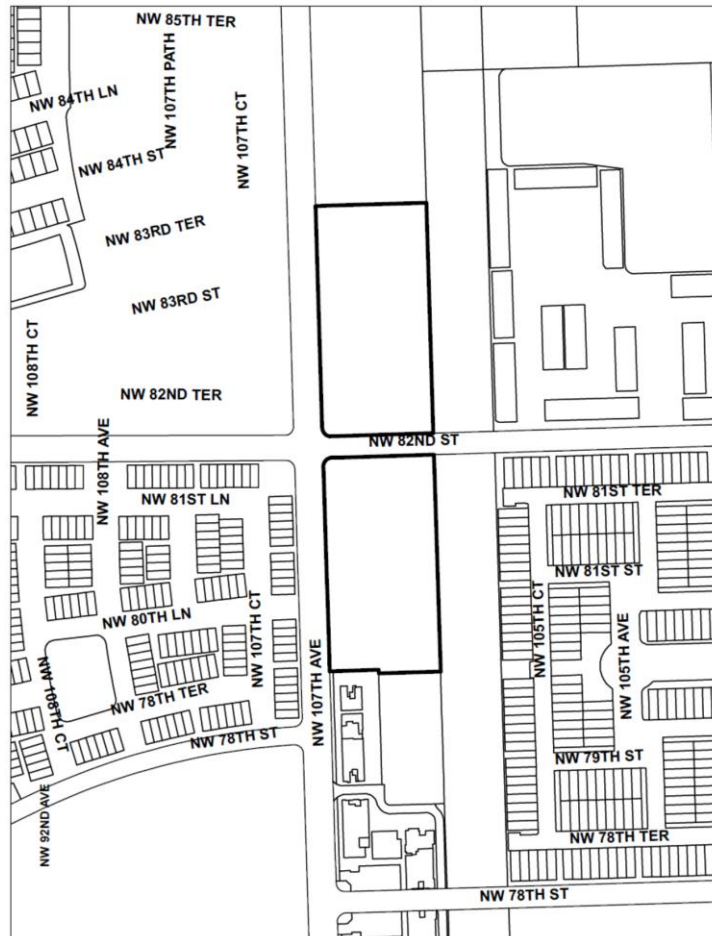 NW 85TH TER
NW 107TH PATH
NW 84TH LN
NW 107TH CT
NW 84TH ST
NW 83RD TER
NW 83RD ST
NW 108TH CT
NW 82ND TER
NW 108TH AVE
NW 82ND ST
NW 81ST LN
NW 81ST TER
NW 81ST ST
NW 80TH LN
NW 107TH CT
NW 105TH CT
NW 105TH AVE
NW 108TH CT
NW 78TH TER
NW 107TH AVE
NW 78TH ST
NW 79TH ST
NW 92ND AVE
NW 78TH TER
NW 78TH ST